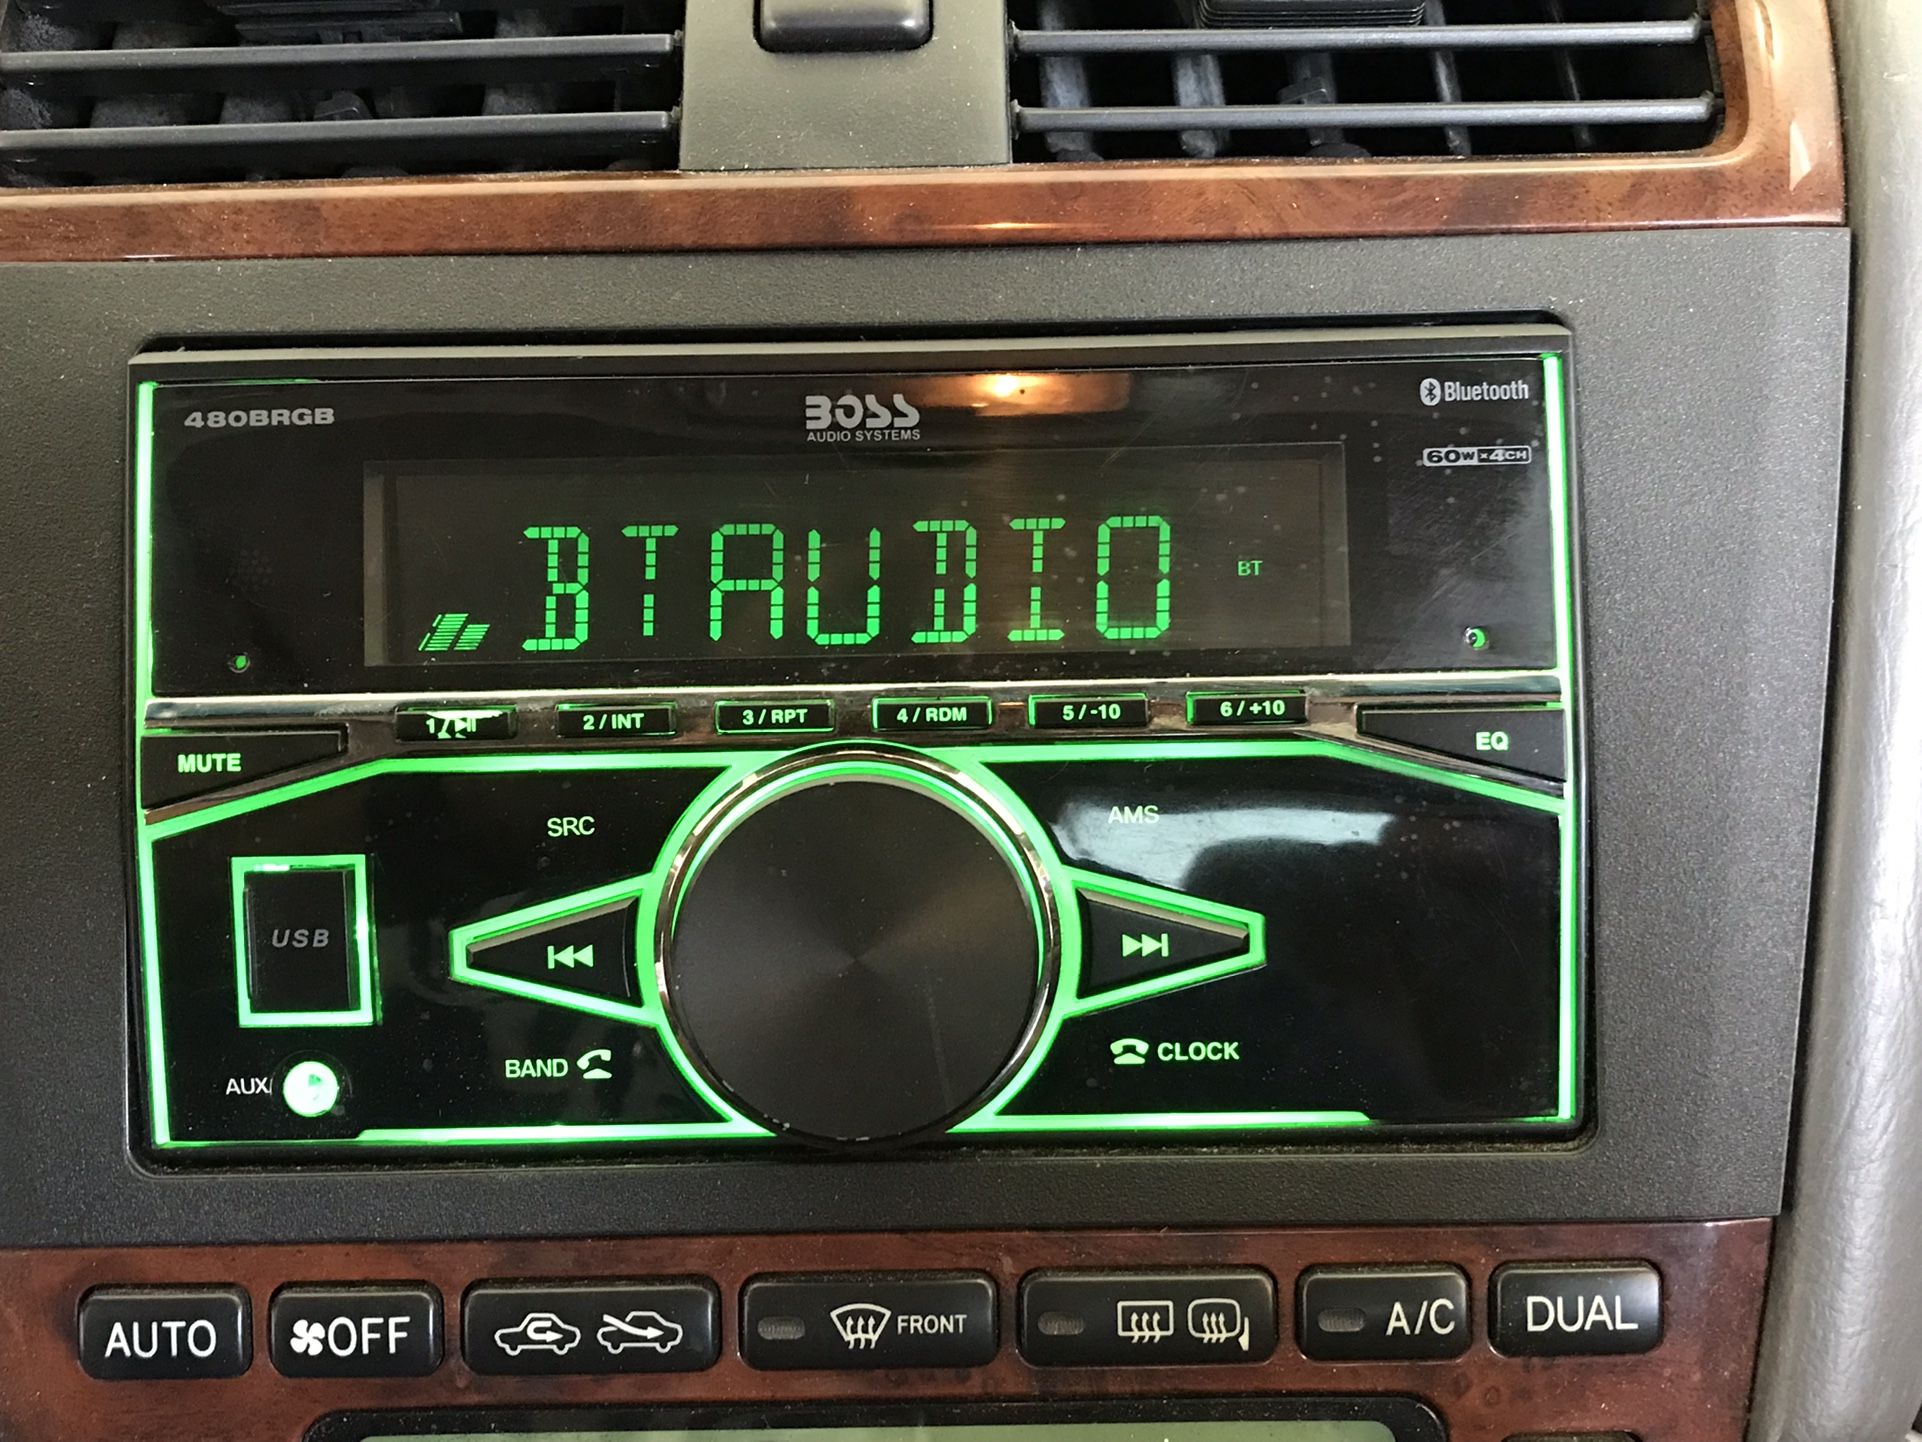 480BRGB
BOSS
AUDIO SYSTEMS
Bluetooth
60W×4CH
BTAUDIO
BT
MUTE
1/
2/INT
3/RPT
4/RDM
5/-10
6/+10
EQ
SRC
AMS
USB
BAND
CLOCK
AUX
AUTO
OFF
FRONT
A/C
DUAL